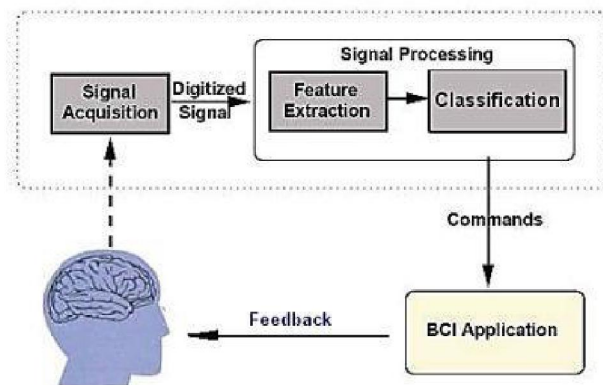 Signal Processing
Signal
Acquisition
Digitized
Signal
Feature
Extraction
Classification
Commands
BCI Application
Feedback